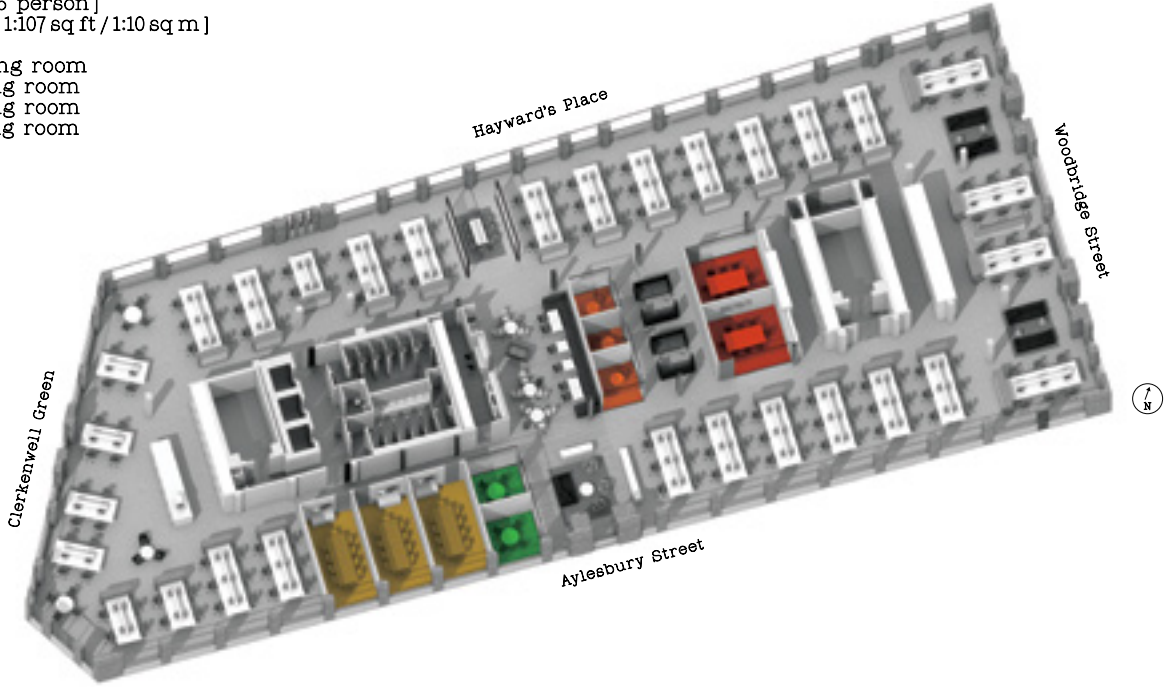 person]
1:107 sq ft / 1:10 sq m ]
ng room
g room
g room
g room
Hayward's Place
Woodbridge Street
Clerkenwell Green
N
Aylesbury Street